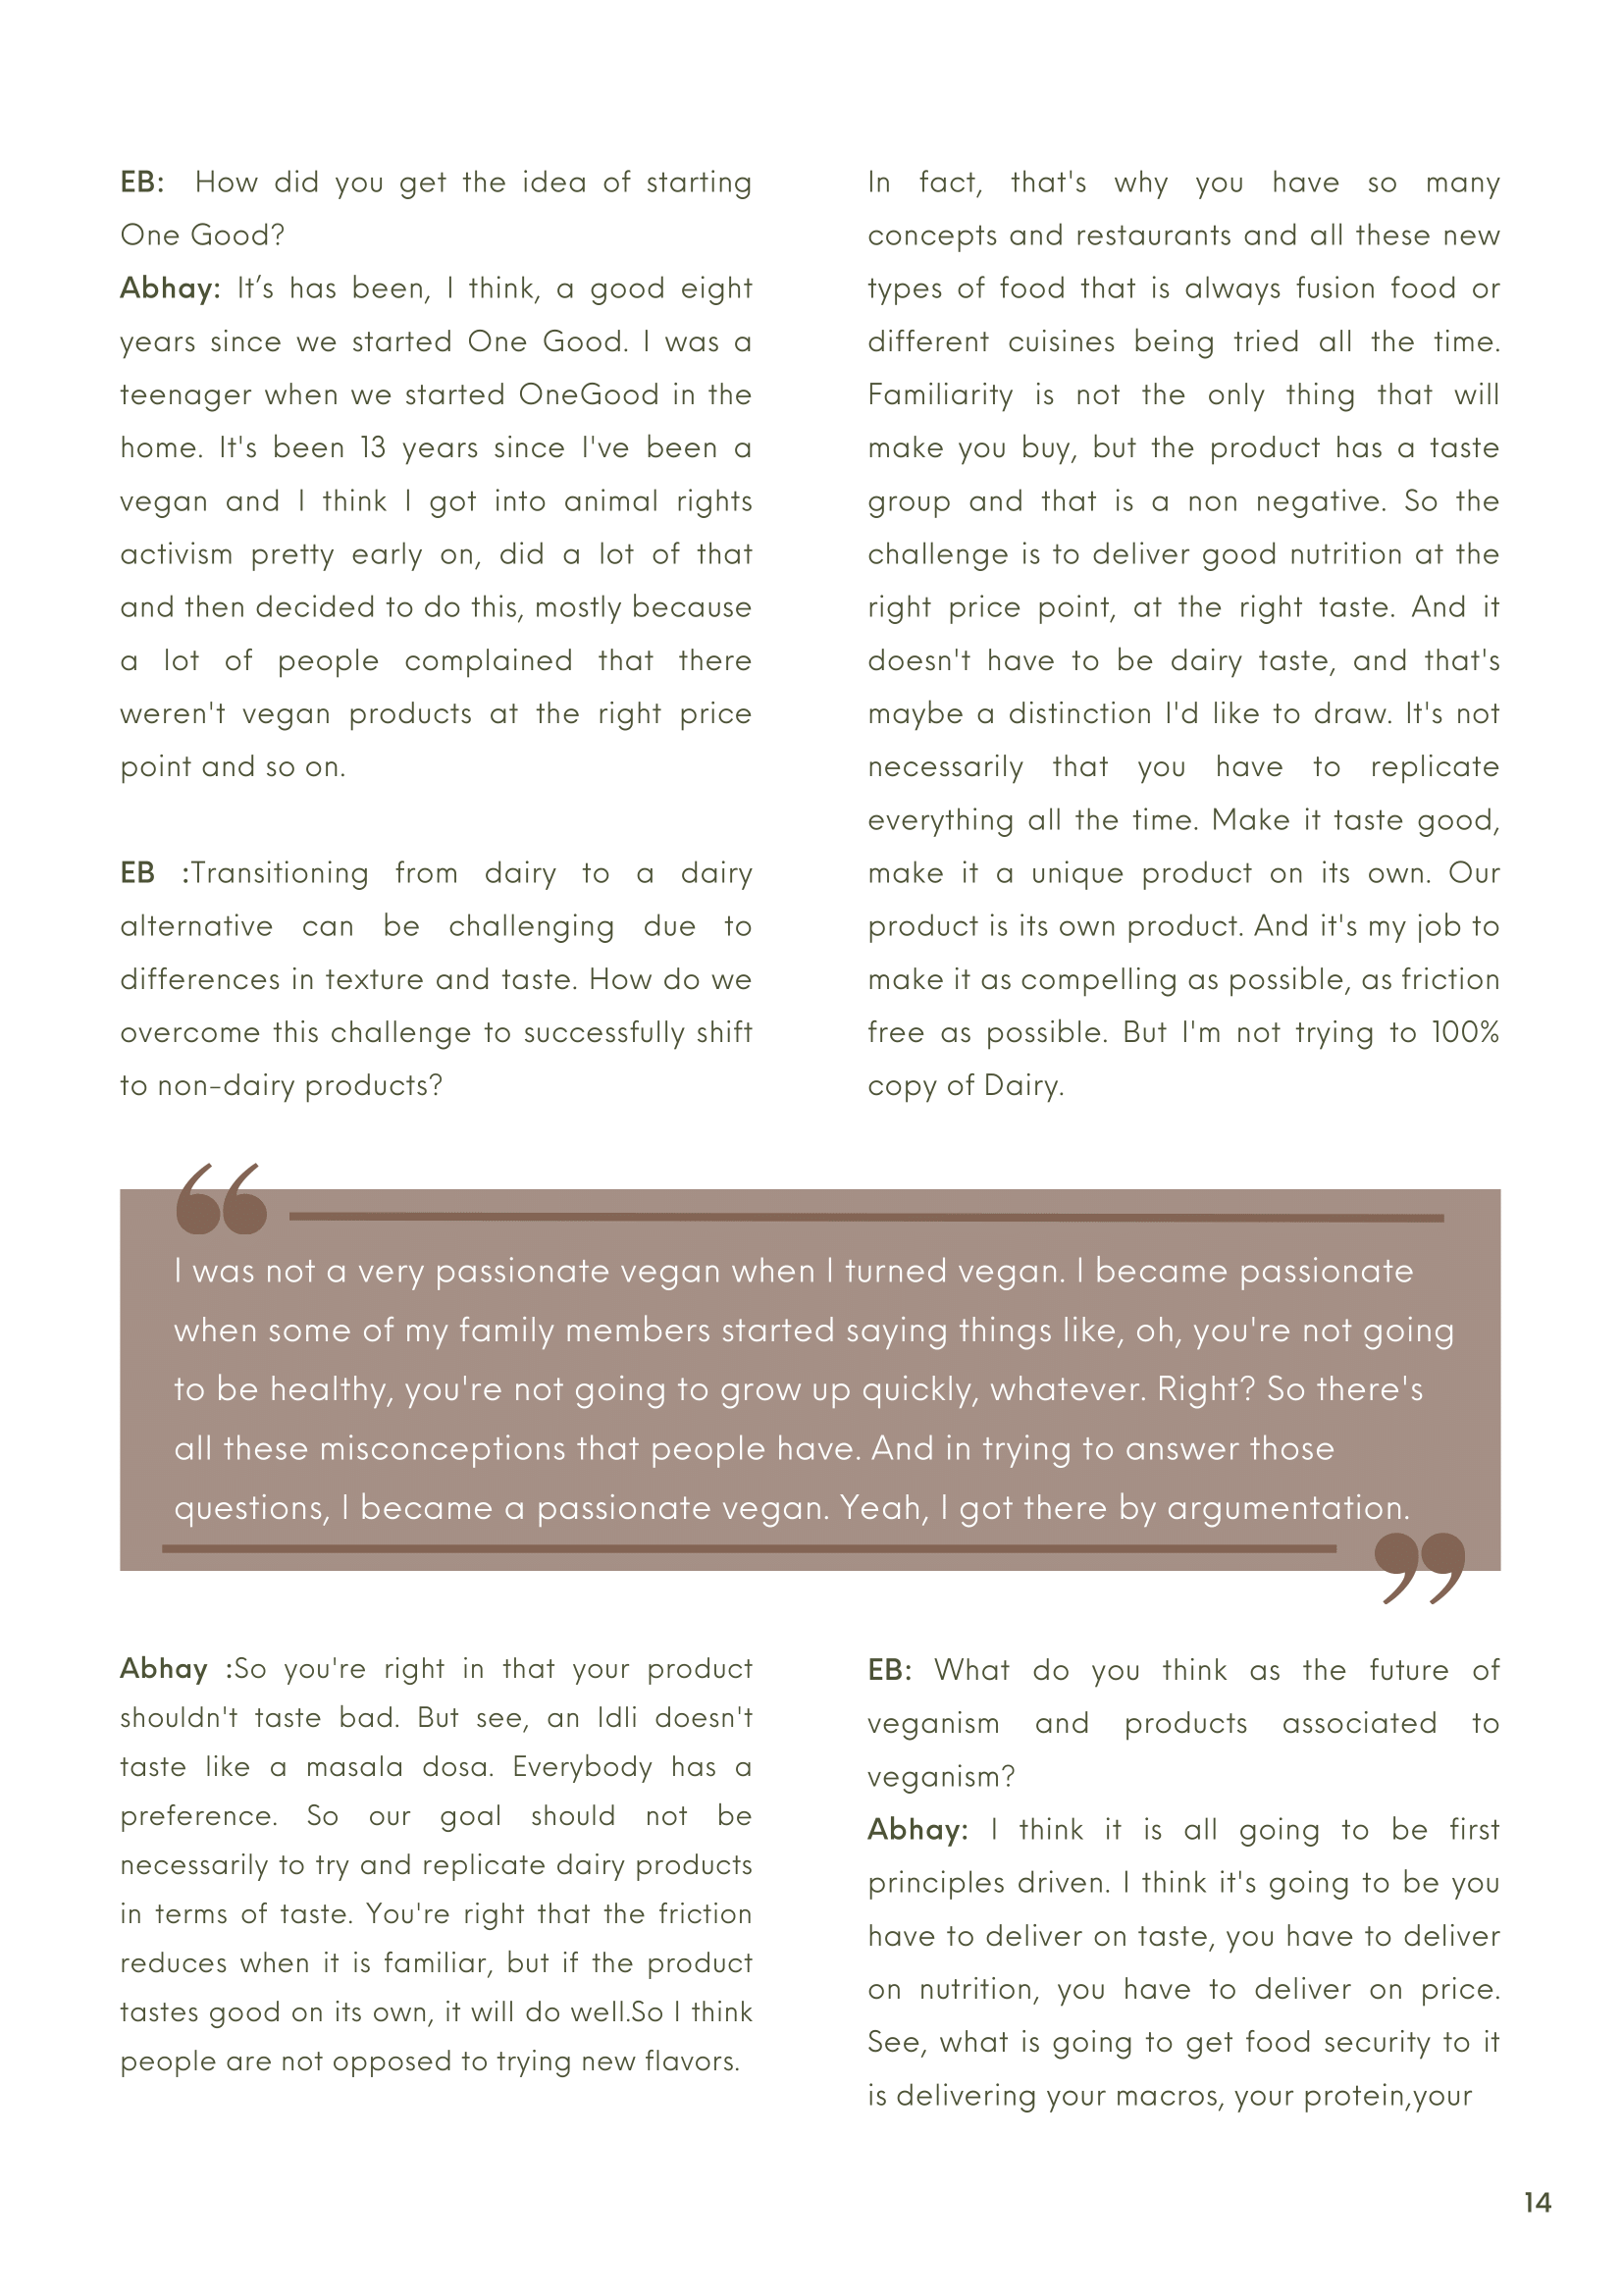 EB: How did you get the idea of starting
One Good?
Abhay: It’s has been, I think, a good eight
years since we started One Good. I was a
teenager when we started OneGood in the
home. It's been 13 years since I've been a
vegan and I think I got into animal rights
activism pretty early on, did a lot of that
and then decided to do this, mostly because
a lot of people complained that there
weren't vegan products at the right price
point and so on.
EB :Transitioning from dairy to a dairy
alternative can be challenging due to
differences in texture and taste. How do we
overcome this challenge to successfully shift
to non-dairy products?
Abhay :So you're right in that your product
shouldn't taste bad. But see, an Idli doesn't
taste like a masala dosa. Everybody has a
preference. So our goal should not be
necessarily to try and replicate dairy products
in terms of taste. You're right that the friction
reduces when it is familiar, but if the product
tastes good on its own, it will do well.So I think
people are not opposed to trying new flavors.
In fact, that's why you have so many
concepts and restaurants and all these new
types of food that is always fusion food or
different cuisines being tried all the time.
Familiarity is not the only thing that will
make you buy, but the product has a taste
group and that is a non negative. So the
challenge is to deliver good nutrition at the
right price point, at the right taste. And it
doesn't have to be dairy taste, and that's
maybe a distinction I'd like to draw. It's not
necessarily that you have to replicate
everything all the time. Make it taste good,
make it a unique product on its own. Our
product is its own product. And it's my job to
make it as compelling as possible, as friction
free as possible. But I'm not trying to 100%
copy of Dairy.
“
I was not a very passionate vegan when I turned vegan. I became passionate
when some of my family members started saying things like, oh, you're not going
to be healthy, you're not going to grow up quickly, whatever. Right? So there's
all these misconceptions that people have. And in trying to answer those
questions, I became a passionate vegan. Yeah, I got there by argumentation.
”
EB: What do you think as the future of
veganism and products associated to
veganism?
Abhay: I think it is all going to be first
principles driven. I think it's going to be you
have to deliver on taste, you have to deliver
on nutrition, you have to deliver on price.
See, what is going to get food security to it
is delivering your macros, your protein,your
14